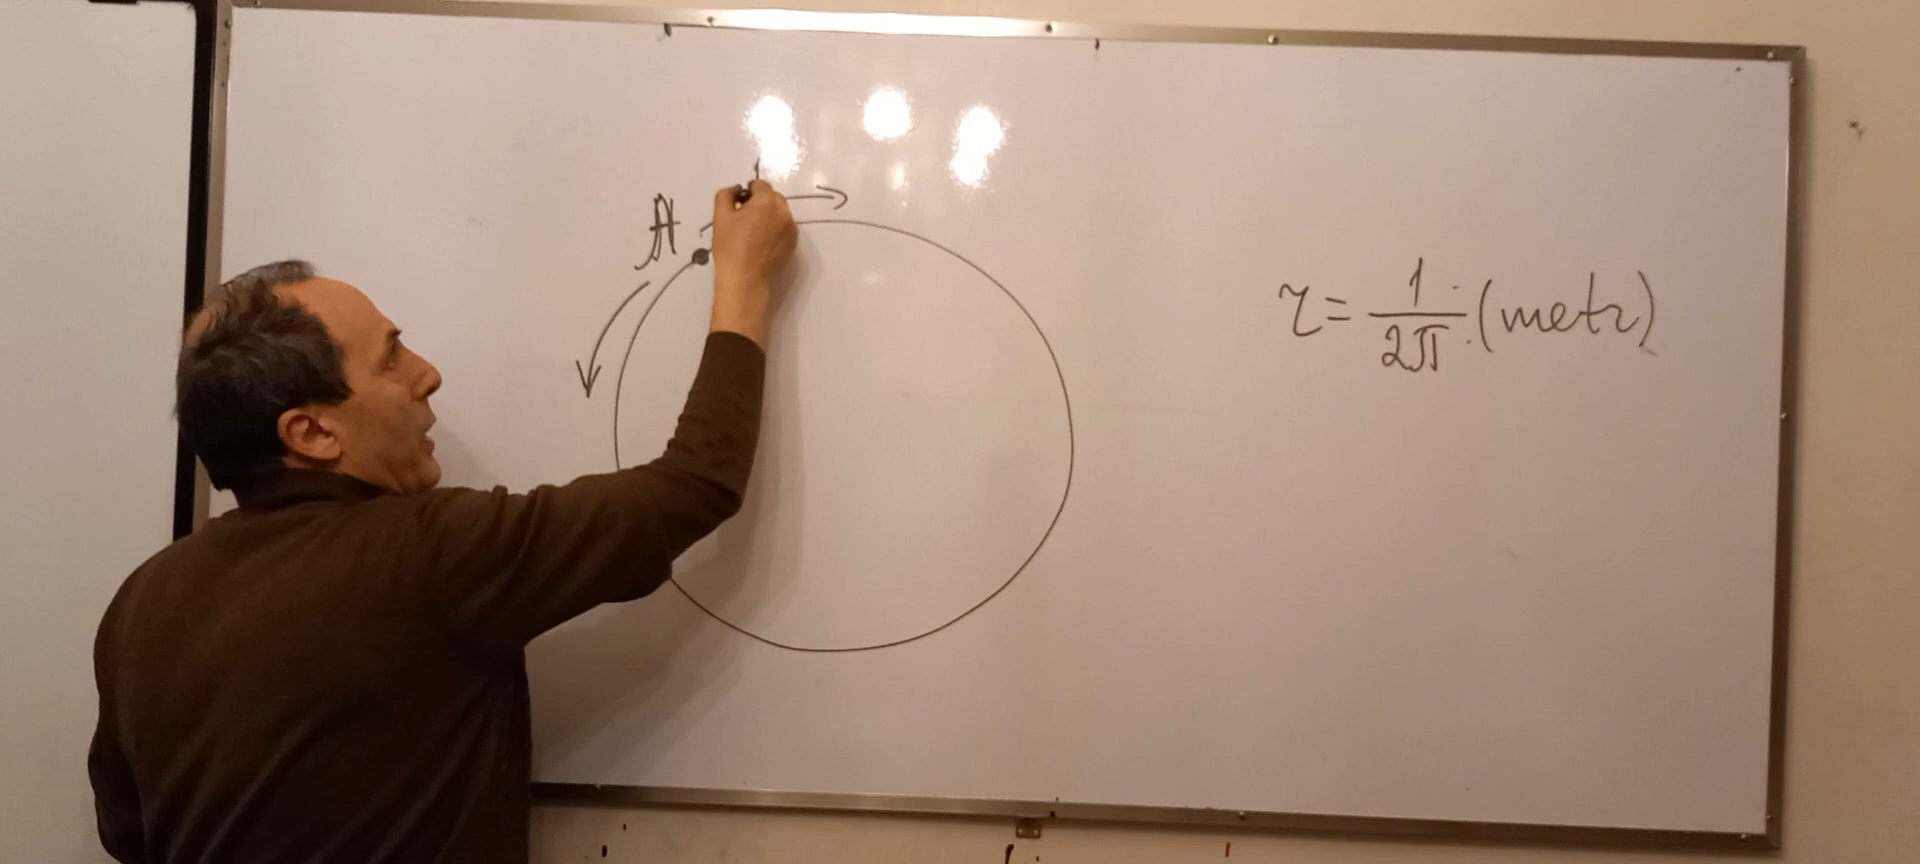 A
r = 1/2π (metr)